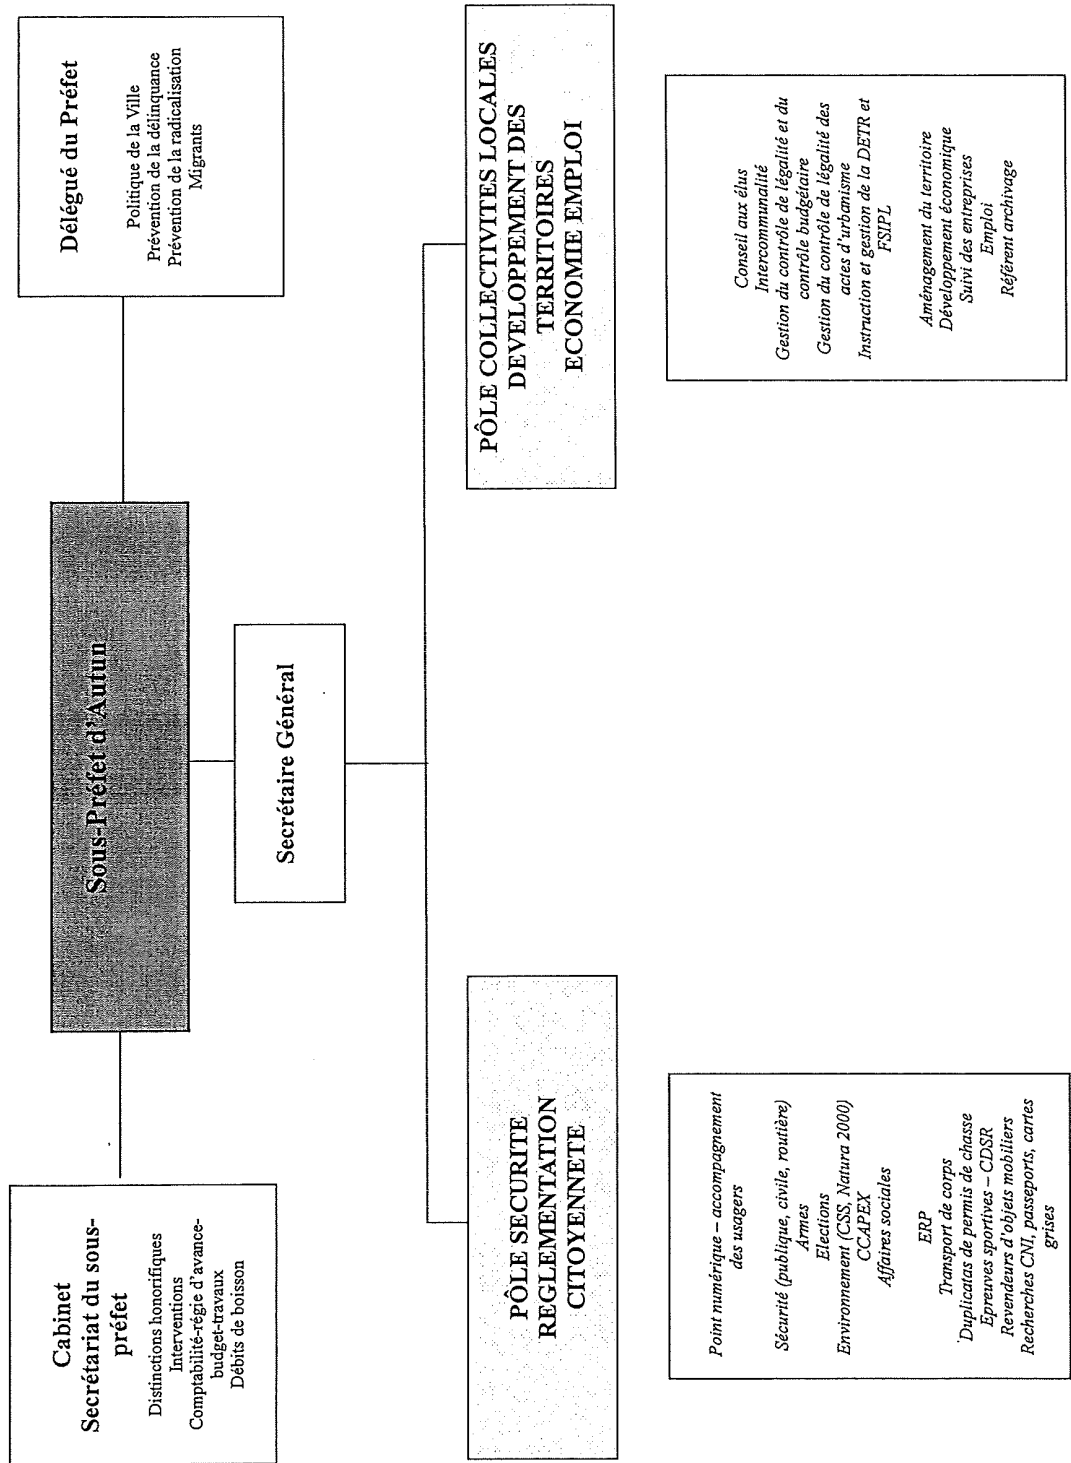 Cabinet
Secrétariat du sous-
préfet
Distinctions honorifiques
Interventions
Comptabilité-régie d'avance-
budget-travaux
Débits de boisson
Sous-Préfet d'Autun
Délégué du Préfet
Politique de la Ville
Prévention de la délinquance
Prévention de la radicalisation
Migrants
Secrétaire Général
PÔLE SECURITE
REGLEMENTATION
CITOYENNETE
PÔLE COLLECTIVITES LOCALES
DEVELOPPEMENT DES
TERRITOIRES
ECONOMIE EMPLOI
Point numérique – accompagnement
des usagers
Sécurité (publique, civile, routière)
Armes
Elections
Environnement (CSS, Natura 2000)
CCAPEX
Affaires sociales
ERP
Transport de corps
Duplicatas de permis de chasse
Epreuves sportives – CDSR
Revendeurs d'objets mobiliers
Recherches CNI, passeports, cartes
grises
Conseil aux élus
Intercommunalité
Gestion du contrôle de légalité et du
contrôle budgétaire
Gestion du contrôle de légalité des
actes d'urbanisme
Instruction et gestion de la DETR et
FSIPL
Aménagement du territoire
Développement économique
Suivi des entreprises
Emploi
Référent archivage